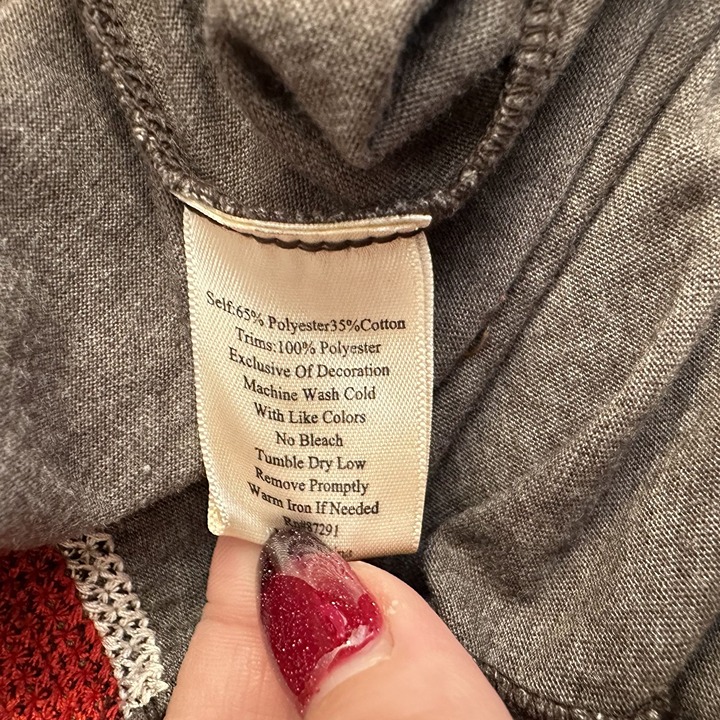 Self:65% Polyester35%Cotton
Trims:100% Polyester
Exclusive Of Decoration
Machine Wash Cold
With Like Colors
No Bleach
Tumble Dry Low
Remove Promptly
Warm Iron If Needed